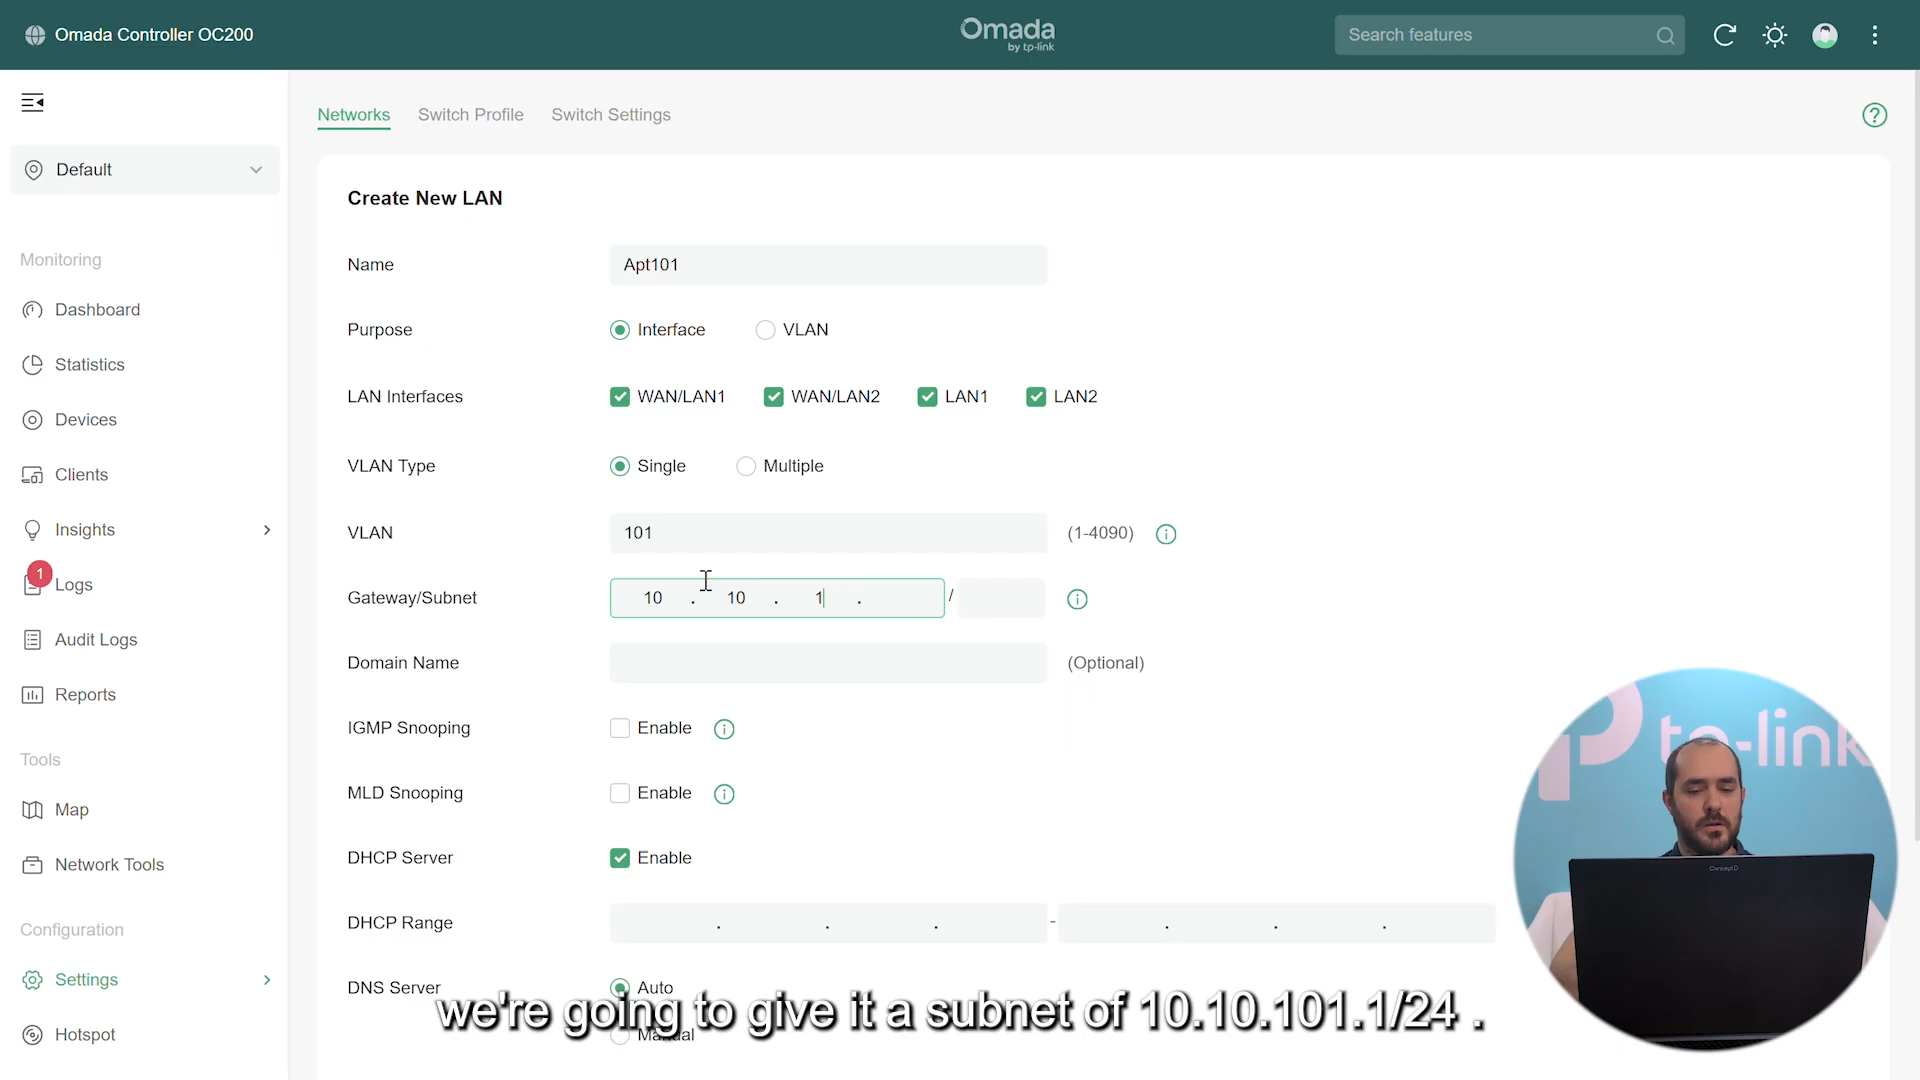 Omada Controller OC200
Omada
by tp-link
Search features
Default
Monitoring
Dashboard
Statistics
Devices
Clients
Insights
1
Logs
Audit Logs
Reports
Tools
Map
Network Tools
Configuration
Settings
Hotspot
Networks Switch Profile Switch Settings
?
Create New LAN
Name Apt101
Purpose Interface VLAN
LAN Interfaces WAN/LAN1 WAN/LAN2 LAN1 LAN2
VLAN Type Single Multiple
VLAN 101 (1-4090)
Gateway/Subnet 10 . 10 . 1 . /
Domain Name (Optional)
IGMP Snooping Enable
MLD Snooping Enable
DHCP Server Enable
DHCP Range . . . - . . .
DNS Server Auto
Manual
we're going to give it a subnet of 10.10.101.1/24 .
tp-link
ConceptD